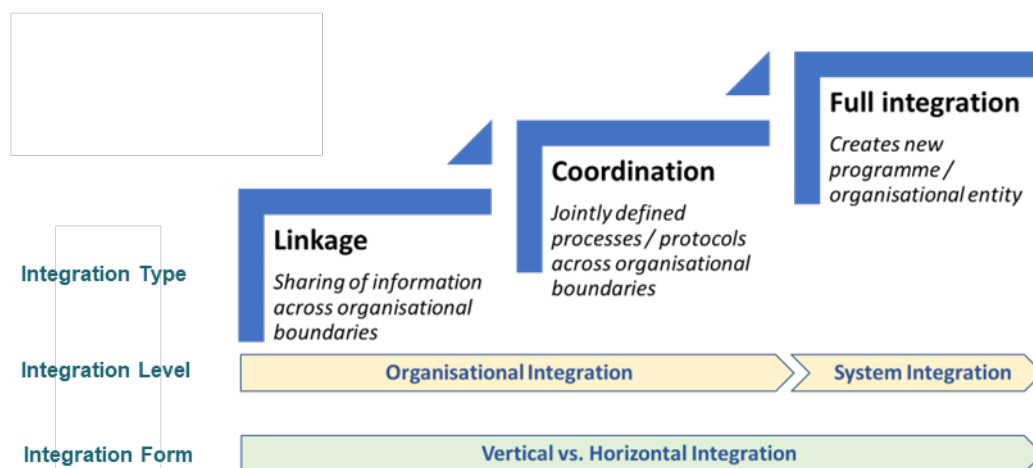 Full integration
Creates new
programme /
organisational entity
Coordination
Jointly defined
processes / protocols
across organisational
boundaries
Linkage
Sharing of information
across organisational
boundaries
Integration Type
Integration Level
Organisational Integration
System Integration
Integration Form
Vertical vs. Horizontal Integration